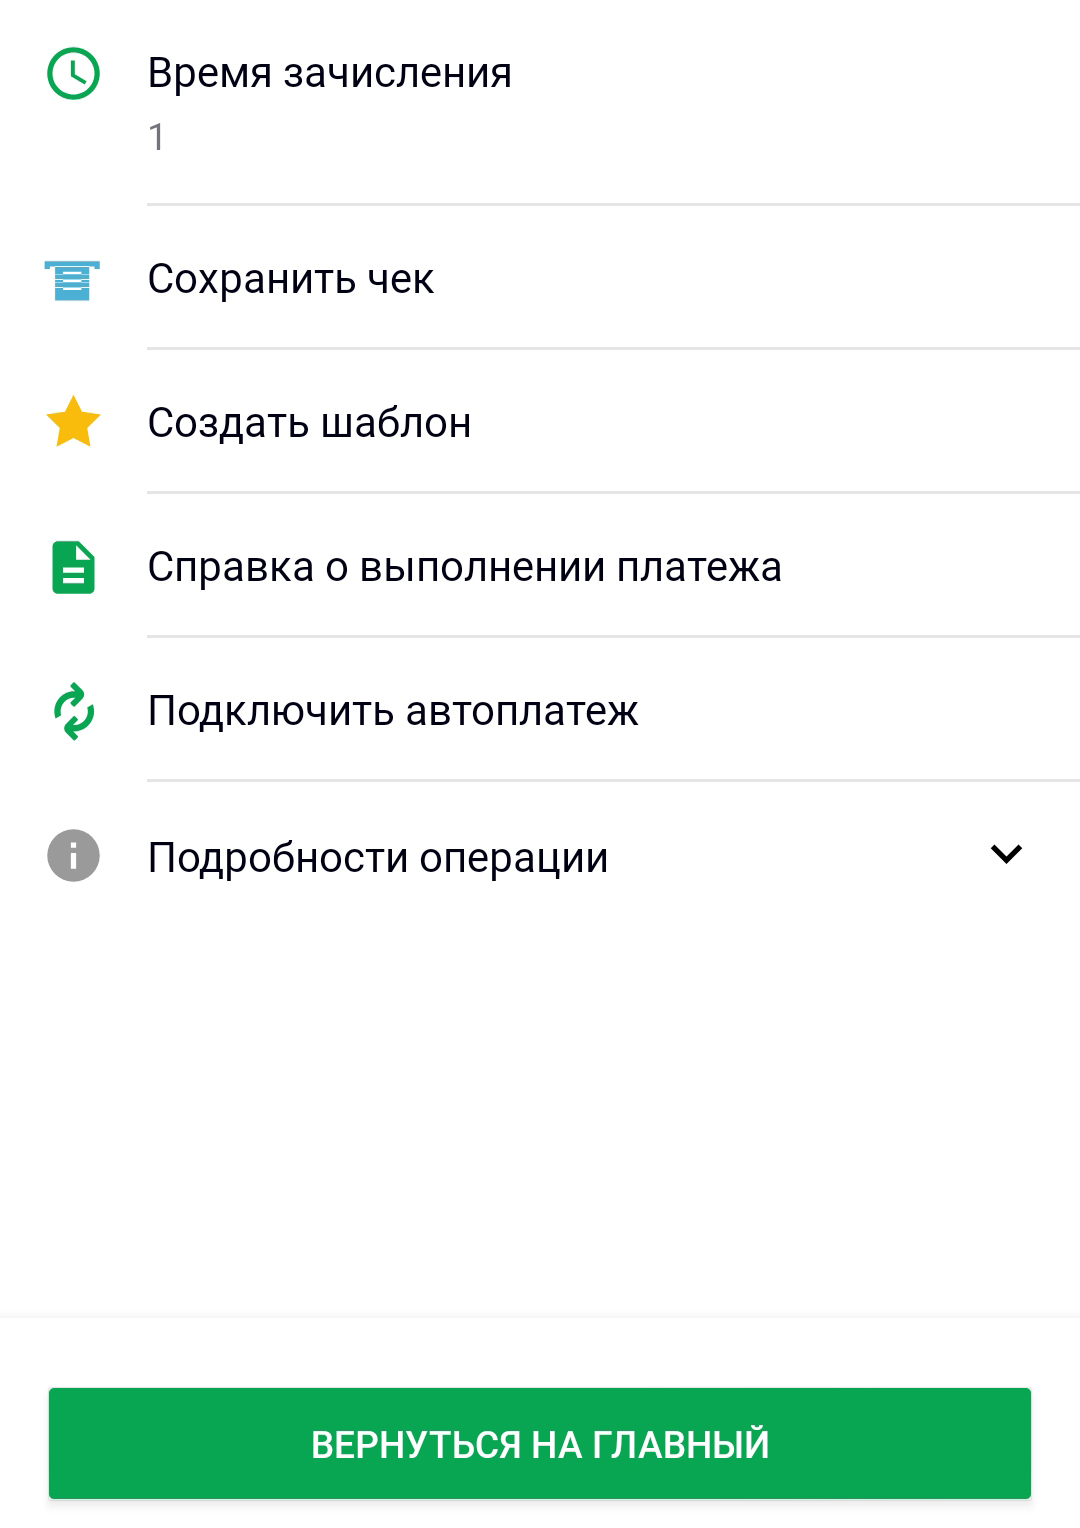 Время зачисления
1
Сохранить чек
Создать шаблон
Справка о выполнении платежа
Подключить автоплатеж
Подробности операции
ВЕРНУТЬСЯ НА ГЛАВНЫЙ